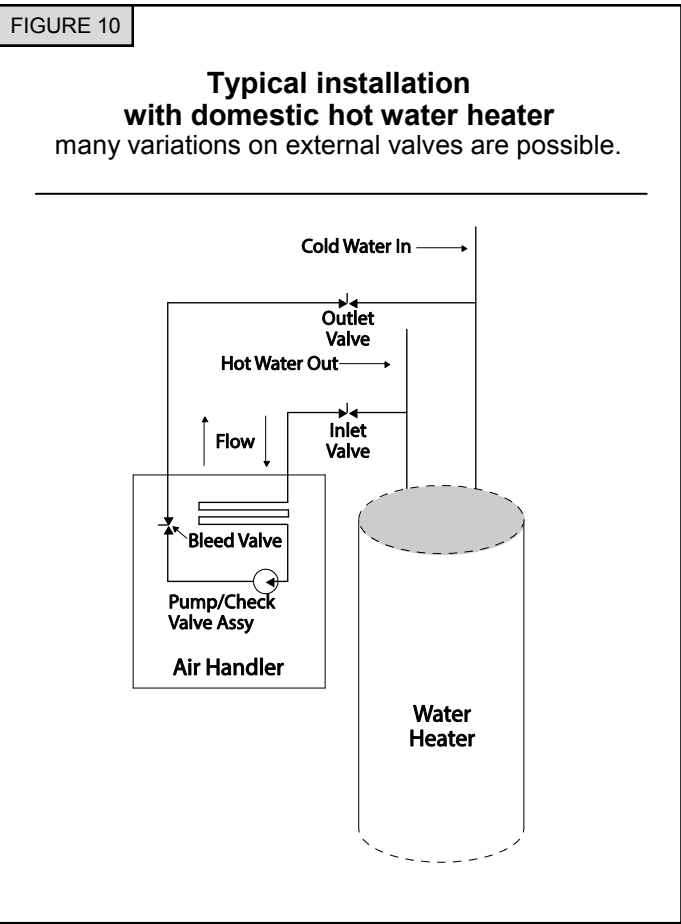 FIGURE 10
Typical installation
with domestic hot water heater
many variations on external valves are possible.
Cold Water In
Outlet
Valve
Hot Water Out
Inlet
Valve
Flow
Bleed Valve
Pump/Check
Valve Assy
Air Handler
Water
Heater